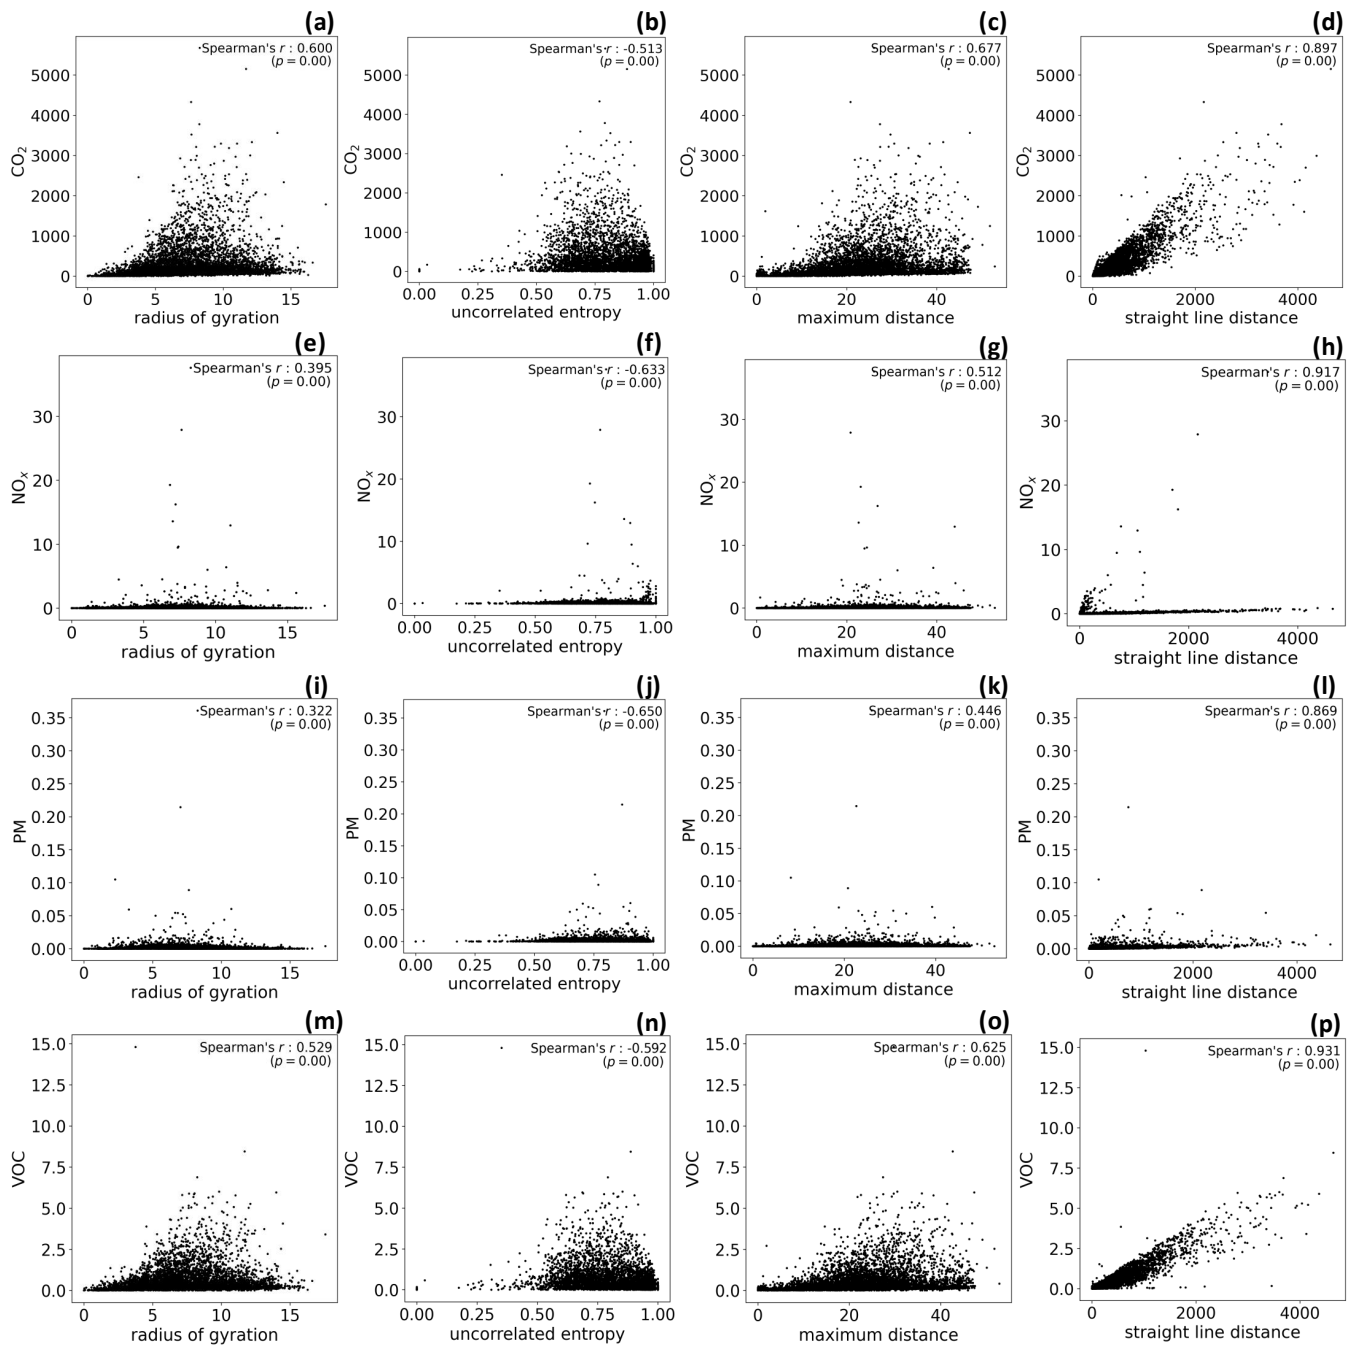 (a)
Spearman's r : 0.600
(p = 0.00)
CO2
5000
4000
3000
2000
1000
0
0 5 10 15
radius of gyration
(b)
Spearman's r : -0.513
(p = 0.00)
CO2
5000
4000
3000
2000
1000
0
0.00 0.25 0.50 0.75 1.00
uncorrelated entropy
(c)
Spearman's r : 0.677
(p = 0.00)
CO2
5000
4000
3000
2000
1000
0
0 20 40
maximum distance
(d)
Spearman's r : 0.897
(p = 0.00)
CO2
5000
4000
3000
2000
1000
0
0 2000 4000
straight line distance
(e)
Spearman's r : 0.395
(p = 0.00)
NOx
30
20
10
0
0 5 10 15
radius of gyration
(f)
Spearman's r : -0.633
(p = 0.00)
NOx
30
20
10
0
0.00 0.25 0.50 0.75 1.00
uncorrelated entropy
(g)
Spearman's r : 0.512
(p = 0.00)
NOx
30
20
10
0
0 20 40
maximum distance
(h)
Spearman's r : 0.917
(p = 0.00)
NOx
30
20
10
0
0 2000 4000
straight line distance
(i)
Spearman's r : 0.322
(p = 0.00)
PM
0.35
0.30
0.25
0.20
0.15
0.10
0.05
0.00
0 5 10 15
radius of gyration
(j)
Spearman's r : -0.650
(p = 0.00)
PM
0.35
0.30
0.25
0.20
0.15
0.10
0.05
0.00
0.00 0.25 0.50 0.75 1.00
uncorrelated entropy
(k)
Spearman's r : 0.446
(p = 0.00)
PM
0.35
0.30
0.25
0.20
0.15
0.10
0.05
0.00
0 20 40
maximum distance
(l)
Spearman's r : 0.869
(p = 0.00)
PM
0.35
0.30
0.25
0.20
0.15
0.10
0.05
0.00
0 2000 4000
straight line distance
(m)
Spearman's r : 0.529
(p = 0.00)
VOC
15.0
12.5
10.0
7.5
5.0
2.5
0.0
0 5 10 15
radius of gyration
(n)
Spearman's r : -0.592
(p = 0.00)
VOC
15.0
12.5
10.0
7.5
5.0
2.5
0.0
0.00 0.25 0.50 0.75 1.00
uncorrelated entropy
(o)
Spearman's r : 0.625
(p = 0.00)
VOC
15.0
12.5
10.0
7.5
5.0
2.5
0.0
0 20 40
maximum distance
(p)
Spearman's r : 0.931
(p = 0.00)
VOC
15.0
12.5
10.0
7.5
5.0
2.5
0.0
0 2000 4000
straight line distance